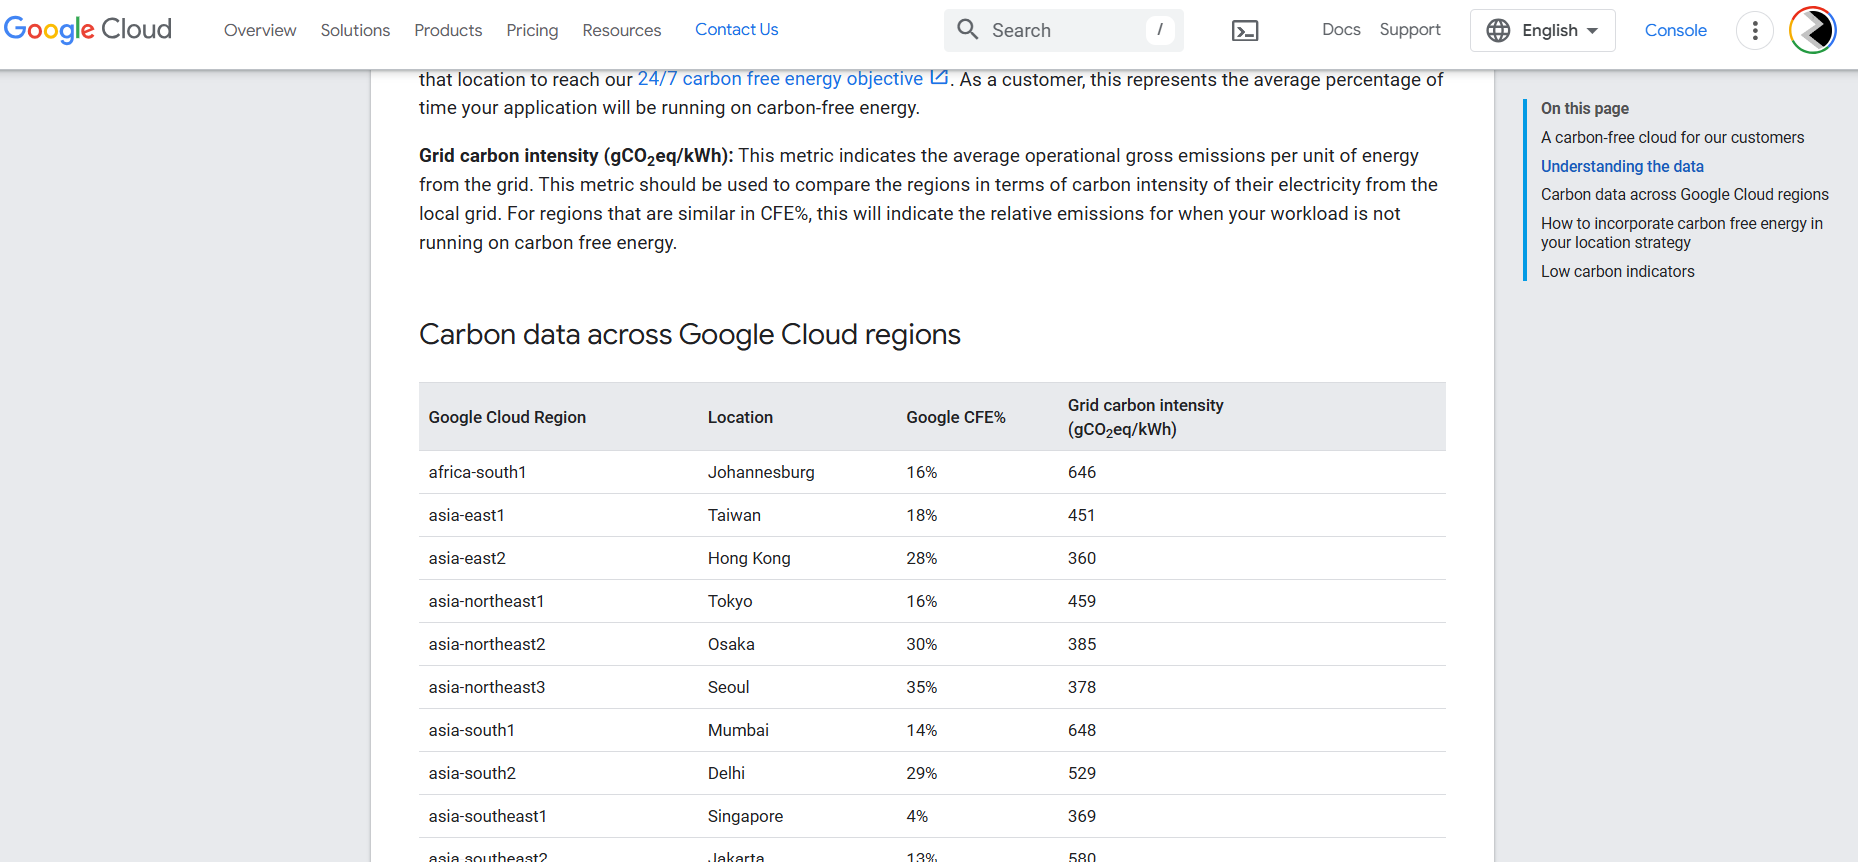 Google Cloud
Overview
Solutions
Products
Pricing
Resources
Contact Us
Search
/
Docs
Support
English
Console
that location to reach our 24/7 carbon free energy objective . As a customer, this represents the average percentage of
time your application will be running on carbon-free energy.
Grid carbon intensity (gCO₂eq/kWh): This metric indicates the average operational gross emissions per unit of energy
from the grid. This metric should be used to compare the regions in terms of carbon intensity of their electricity from the
local grid. For regions that are similar in CFE%, this will indicate the relative emissions for when your workload is not
running on carbon free energy.
Carbon data across Google Cloud regions
Google Cloud Region Location Google CFE% Grid carbon intensity
(gCO₂eq/kWh)
africa-south1 Johannesburg 16% 646
asia-east1 Taiwan 18% 451
asia-east2 Hong Kong 28% 360
asia-northeast1 Tokyo 16% 459
asia-northeast2 Osaka 30% 385
asia-northeast3 Seoul 35% 378
asia-south1 Mumbai 14% 648
asia-south2 Delhi 29% 529
asia-southeast1 Singapore 4% 369
asia-southeast2 Jakarta 13% 580
On this page
A carbon-free cloud for our customers
Understanding the data
Carbon data across Google Cloud regions
How to incorporate carbon free energy in
your location strategy
Low carbon indicators